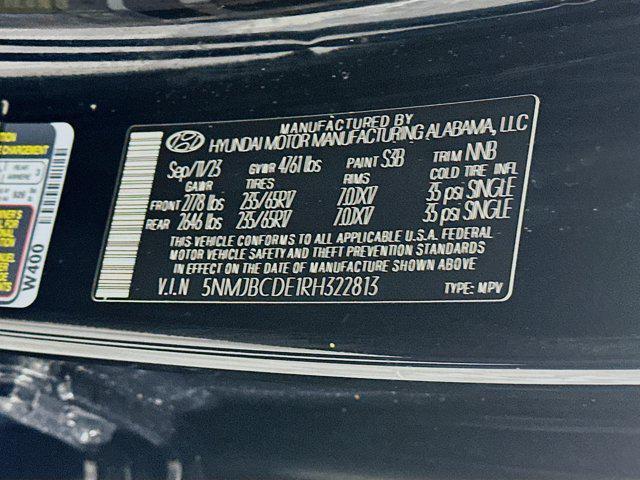 MANUFACTURED BY
HYUNDAI MOTOR MANUFACTURING ALABAMA, LLC
Sep/11/23 GVWR 4761 lbs PAINT S3B TRIM NNB
GAWR TIRES RIMS COLD TIRE INFL
FRONT 2778 lbs 235/65R17 7.0JX17 35 psi SINGLE
REAR 2646 lbs 235/65R17 7.0JX17 35 psi SINGLE
THIS VEHICLE CONFORMS TO ALL APPLICABLE U.S.A. FEDERAL
MOTOR VEHICLE SAFETY AND THEFT PREVENTION STANDARDS
IN EFFECT ON THE DATE OF MANUFACTURE SHOWN ABOVE
V.I.N 5NMJBCDE1RH322813 TYPE: MPV
W400